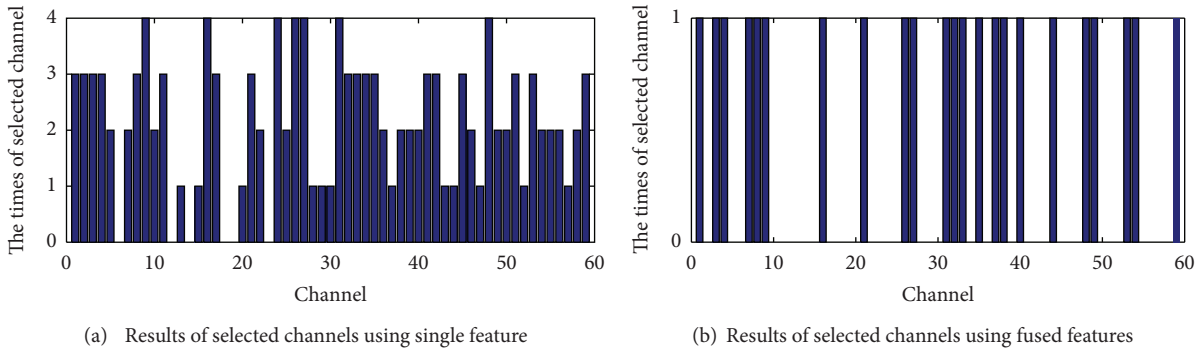 The times of selected channel
4
3
2
1
0
0 10 20 30 40 50 60
Channel
(a) Results of selected channels using single feature
The times of selected channel
1
0
0 10 20 30 40 50 60
Channel
(b) Results of selected channels using fused features